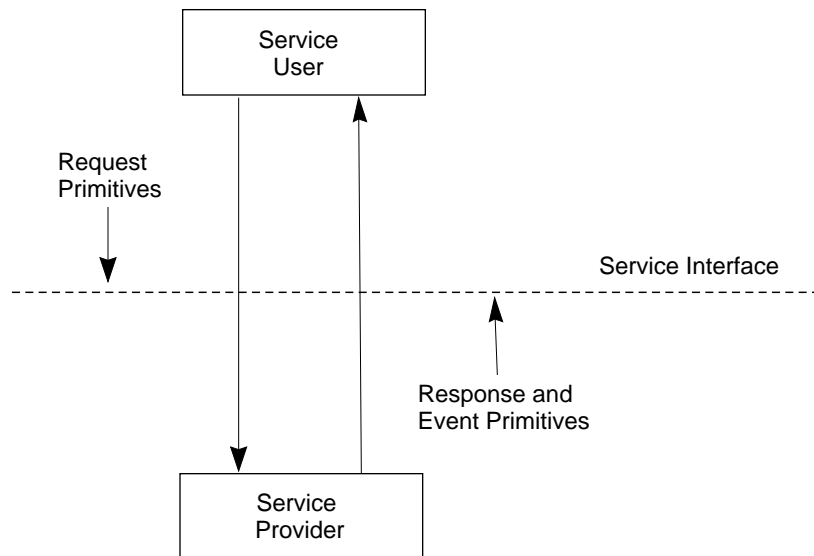 Service
User
Request
Primitives
Service Interface
Response and
Event Primitives
Service
Provider